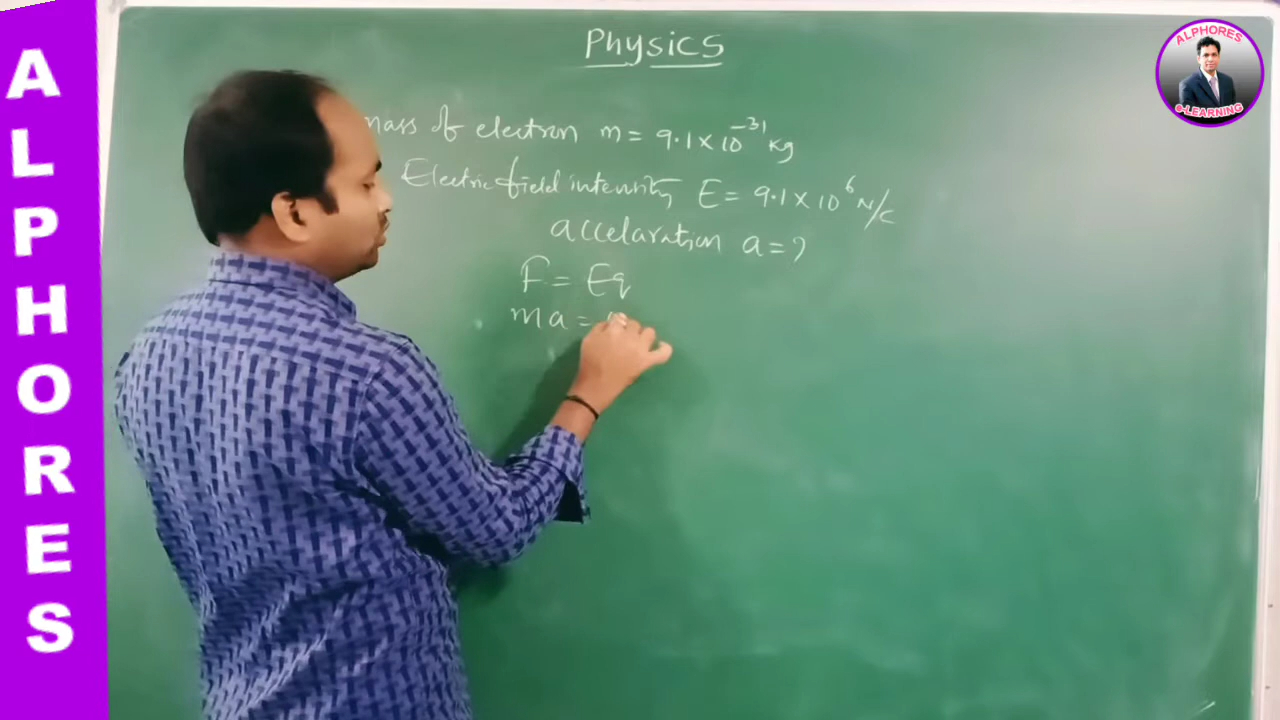 ALPHORES
Physics
ALPHORES
e-LEARNING
mass of electron m = 9.1 × 10⁻³¹ Kg
Electric field intensity E = 9.1 × 10⁶ N/C
accelaration a = ?
F = Eq
ma =